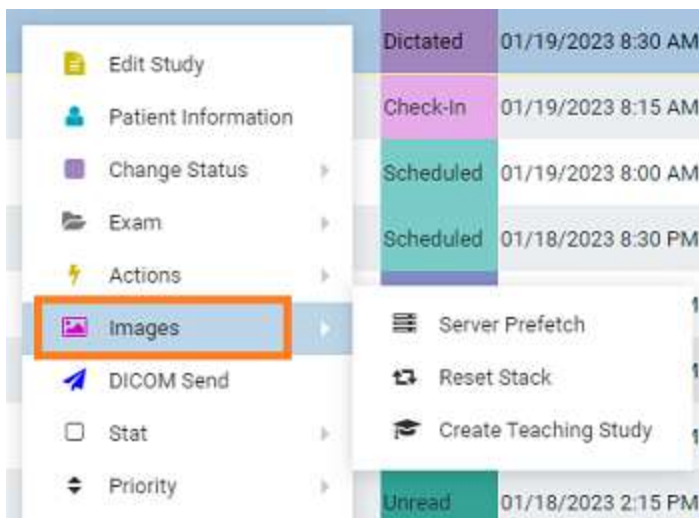 Dictated 01/19/2023 8:30 AM
Edit Study
Patient Information
Check-In 01/19/2023 8:15 AM
Change Status
Scheduled 01/19/2023 8:00 AM
Exam
Scheduled 01/18/2023 8:30 PM
Actions
Images
Server Prefetch
DICOM Send
Reset Stack
Stat
Create Teaching Study
Priority
Unread 01/18/2023 2:15 PM